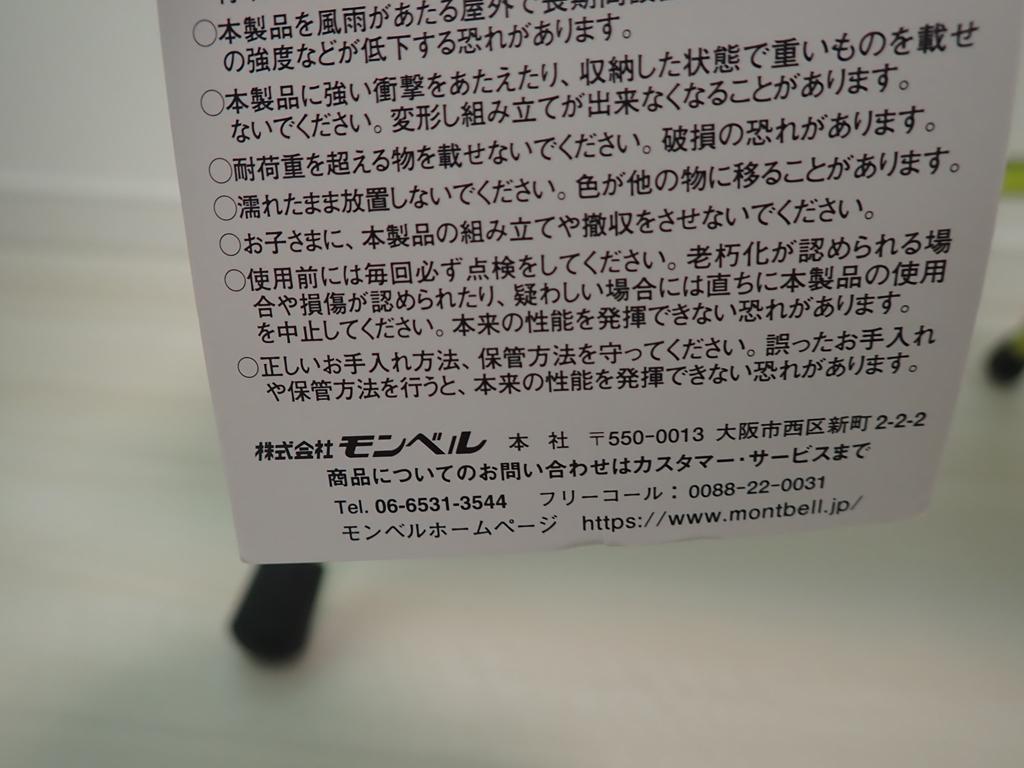 ○本製品を風雨があたる屋外で長期間設
の強度などが低下する恐れがあります。
○本製品に強い衝撃をあたえたり、収納した状態で重いものを載せ
ないでください。変形し組み立てが出来なくなることがあります。
○耐荷重を超える物を載せないでください。破損の恐れがあります。
○濡れたまま放置しないでください。色が他の物に移ることがあります。
○お子さまに、本製品の組み立てや撤収をさせないでください。
○使用前には毎回必ず点検をしてください。老朽化が認められる場
合や損傷が認められたり、疑わしい場合には直ちに本製品の使用
を中止してください。本来の性能を発揮できない恐れがあります。
○正しいお手入れ方法、保管方法を守ってください。誤ったお手入れ
や保管方法を行うと、本来の性能を発揮できない恐れがあります。
株式会社モンベル 本 社 〒550-0013 大阪市西区新町2-2-2
商品についてのお問い合わせはカスタマー・サービスまで
Tel. 06-6531-3544 フリーコール：0088-22-0031
モンベルホームページ https://www.montbell.jp/